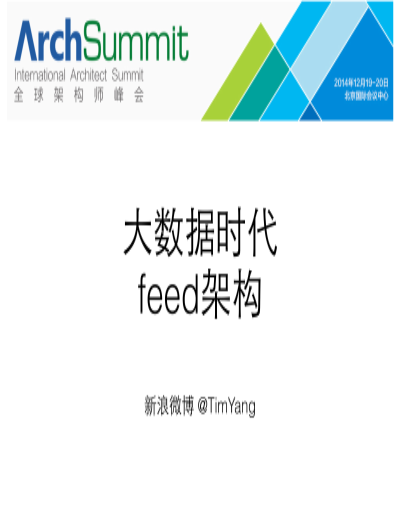 ArchSummit
International Architect Summit
全球架构师峰会
2014年12月19-20日
北京国际会议中心
大数据时代
feed架构
新浪微博 @TimYang